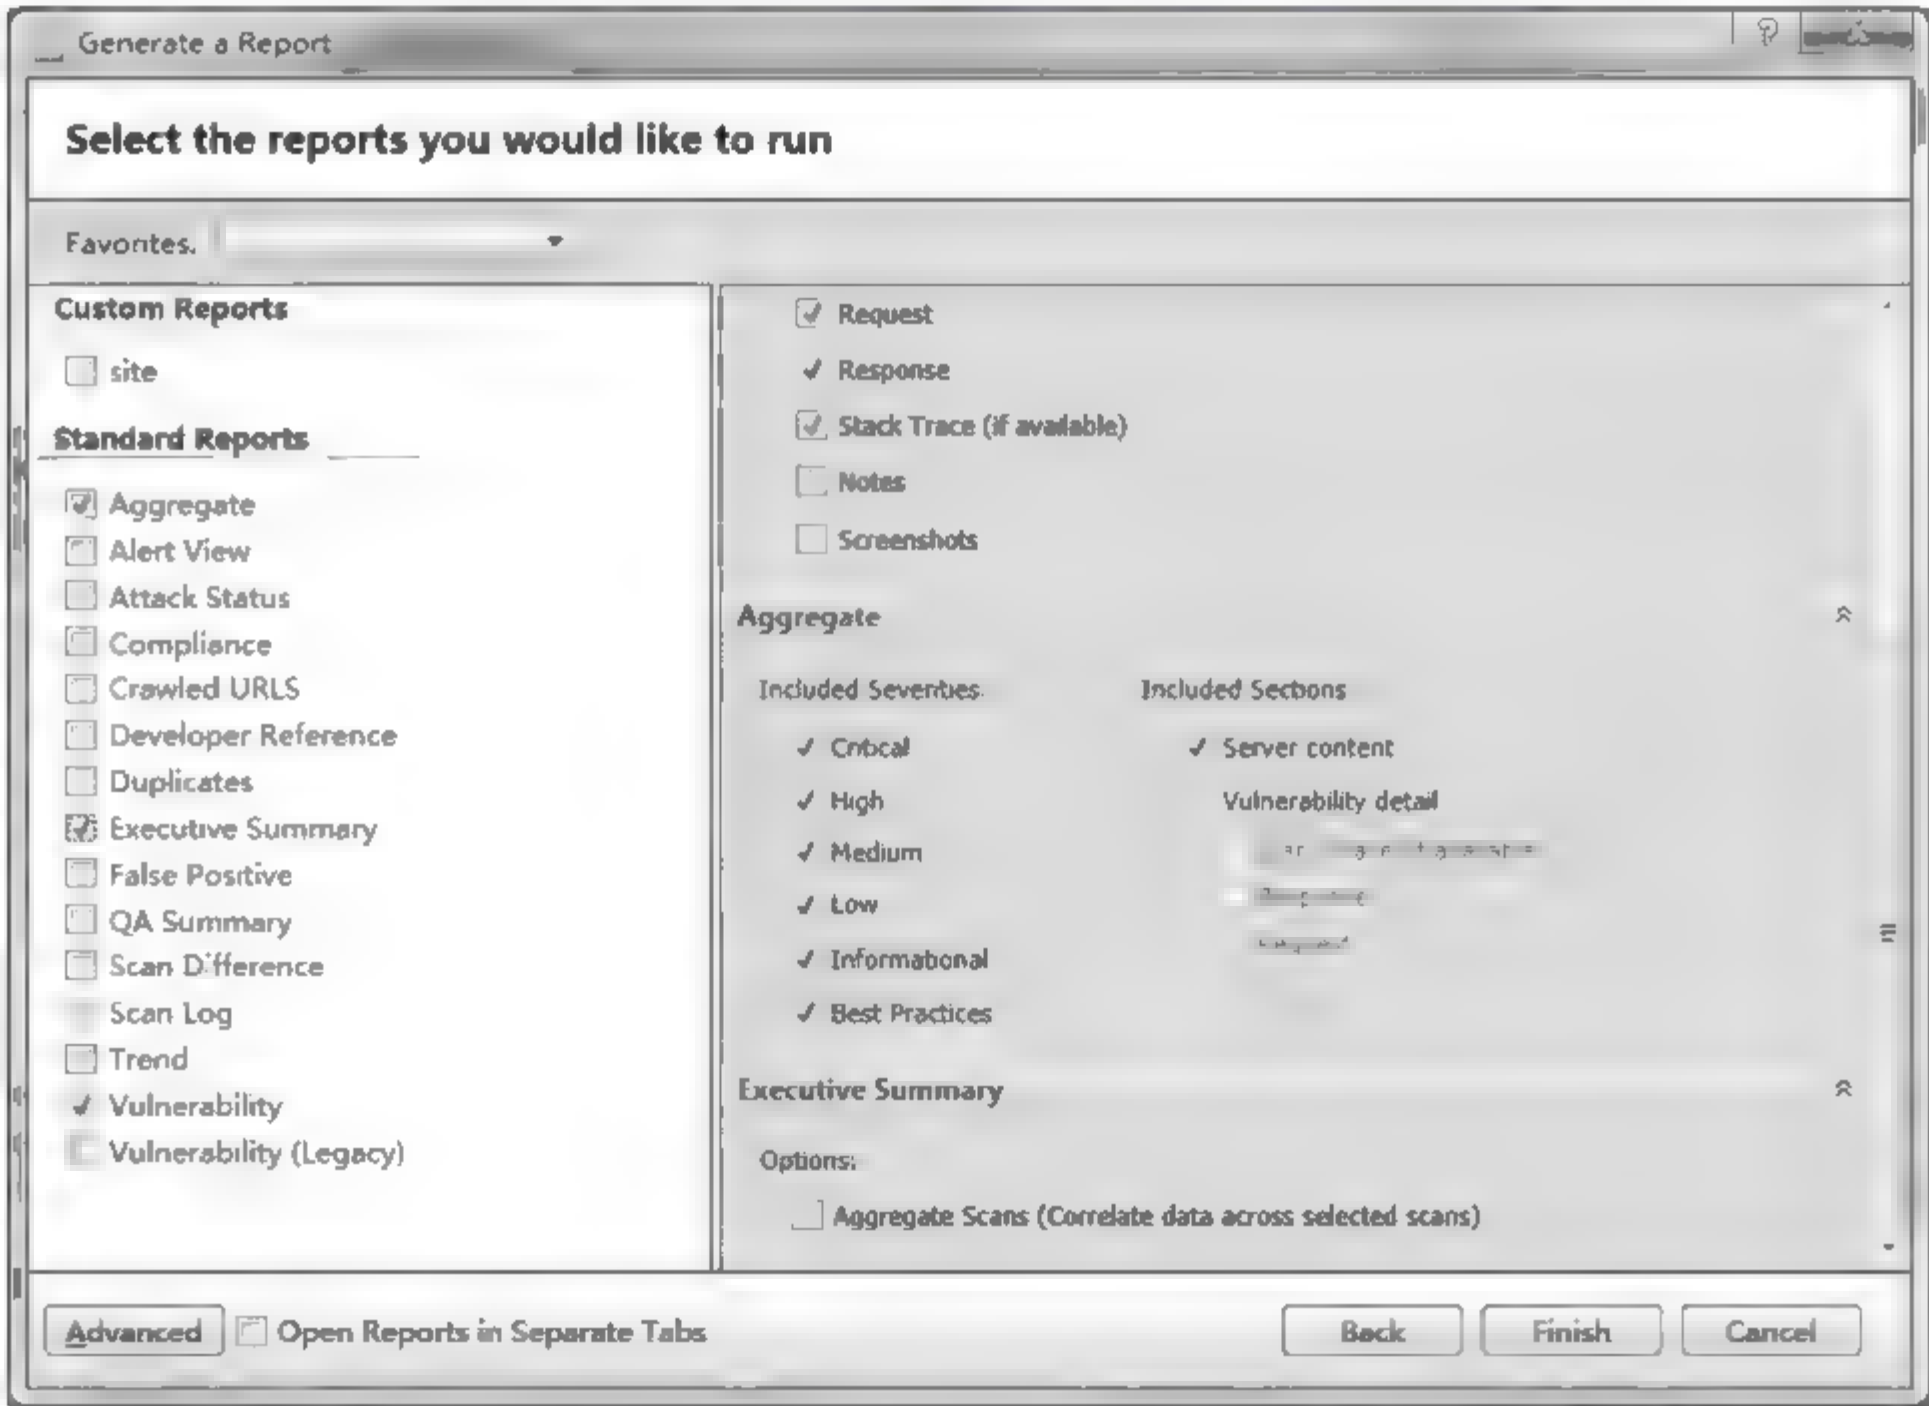 Generate a Report
Select the reports you would like to run
Favorites.
Custom Reports
site
Standard Reports
Aggregate
Alert View
Attack Status
Compliance
Crawled URLS
Developer Reference
Duplicates
Executive Summary
False Positive
QA Summary
Scan Difference
Scan Log
Trend
Vulnerability
Vulnerability (Legacy)
Request
Response
Stack Trace (if available)
Notes
Screenshots
Aggregate
Included Severities
Critical
High
Medium
Low
Informational
Best Practices
Included Sections
Server content
Vulnerability detail
Executive Summary
Options:
Aggregate Scans (Correlate data across selected scans)
Advanced
Open Reports in Separate Tabs
Back
Finish
Cancel